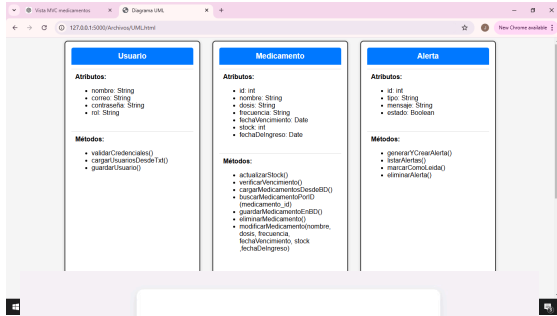 Vista MVC medicamentos
Diagrama UML
127.0.0.1:5000/Archivos/UML.html
New Chrome available
Usuario
Atributos:
nombre: String
correo: String
contraseña: String
rol: String
Métodos:
validarCredenciales()
cargarUsuariosDesdeTxt()
guardarUsuario()
Medicamento
Atributos:
id: int
nombre: String
dosis: String
frecuencia: String
fechaVencimiento: Date
stock: int
fechaDeIngreso: Date
Métodos:
actualizarStock()
verificarVencimiento()
cargarMedicamentosDesdeBD()
buscarMedicamentoPorID
(medicamento_id)
guardarMedicamentoEnBD()
eliminarMedicamento()
modificarMedicamento(nombre,
dosis, frecuencia,
fechaVencimiento, stock
,fechaDeIngreso)
Alerta
Atributos:
id: int
tipo: String
mensaje: String
estado: Boolean
Métodos:
generarYCrearAlerta()
listarAlertas()
marcarComoLeida()
eliminarAlerta()